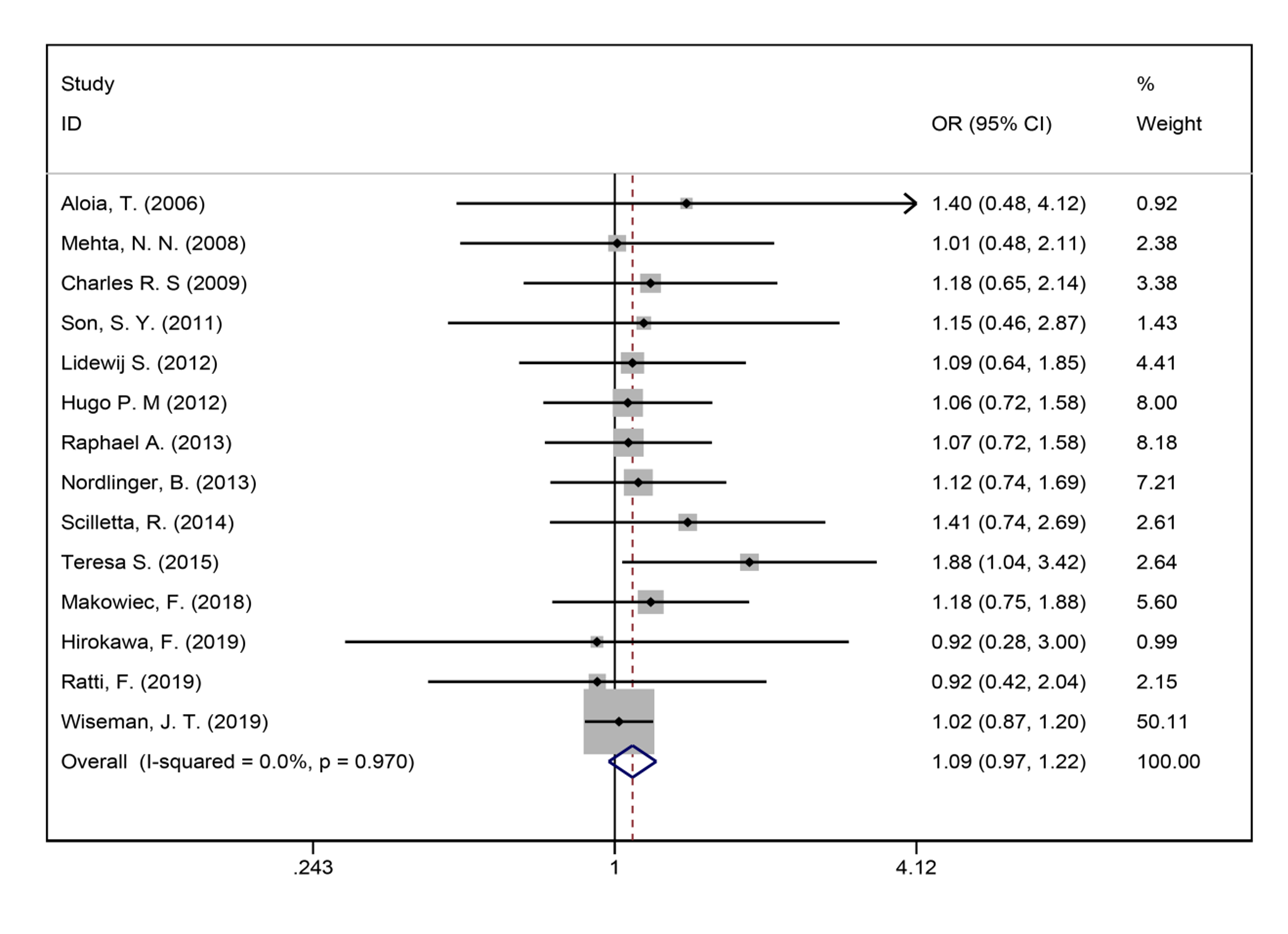 Study %
ID OR (95% CI) Weight
Aloia, T. (2006) 1.40 (0.48, 4.12) 0.92
Mehta, N. N. (2008) 1.01 (0.48, 2.11) 2.38
Charles R. S (2009) 1.18 (0.65, 2.14) 3.38
Son, S. Y. (2011) 1.15 (0.46, 2.87) 1.43
Lidewij S. (2012) 1.09 (0.64, 1.85) 4.41
Hugo P. M (2012) 1.06 (0.72, 1.58) 8.00
Raphael A. (2013) 1.07 (0.72, 1.58) 8.18
Nordlinger, B. (2013) 1.12 (0.74, 1.69) 7.21
Scilletta, R. (2014) 1.41 (0.74, 2.69) 2.61
Teresa S. (2015) 1.88 (1.04, 3.42) 2.64
Makowiec, F. (2018) 1.18 (0.75, 1.88) 5.60
Hirokawa, F. (2019) 0.92 (0.28, 3.00) 0.99
Ratti, F. (2019) 0.92 (0.42, 2.04) 2.15
Wiseman, J. T. (2019) 1.02 (0.87, 1.20) 50.11
Overall (I-squared = 0.0%, p = 0.970) 1.09 (0.97, 1.22) 100.00
.243 1 4.12